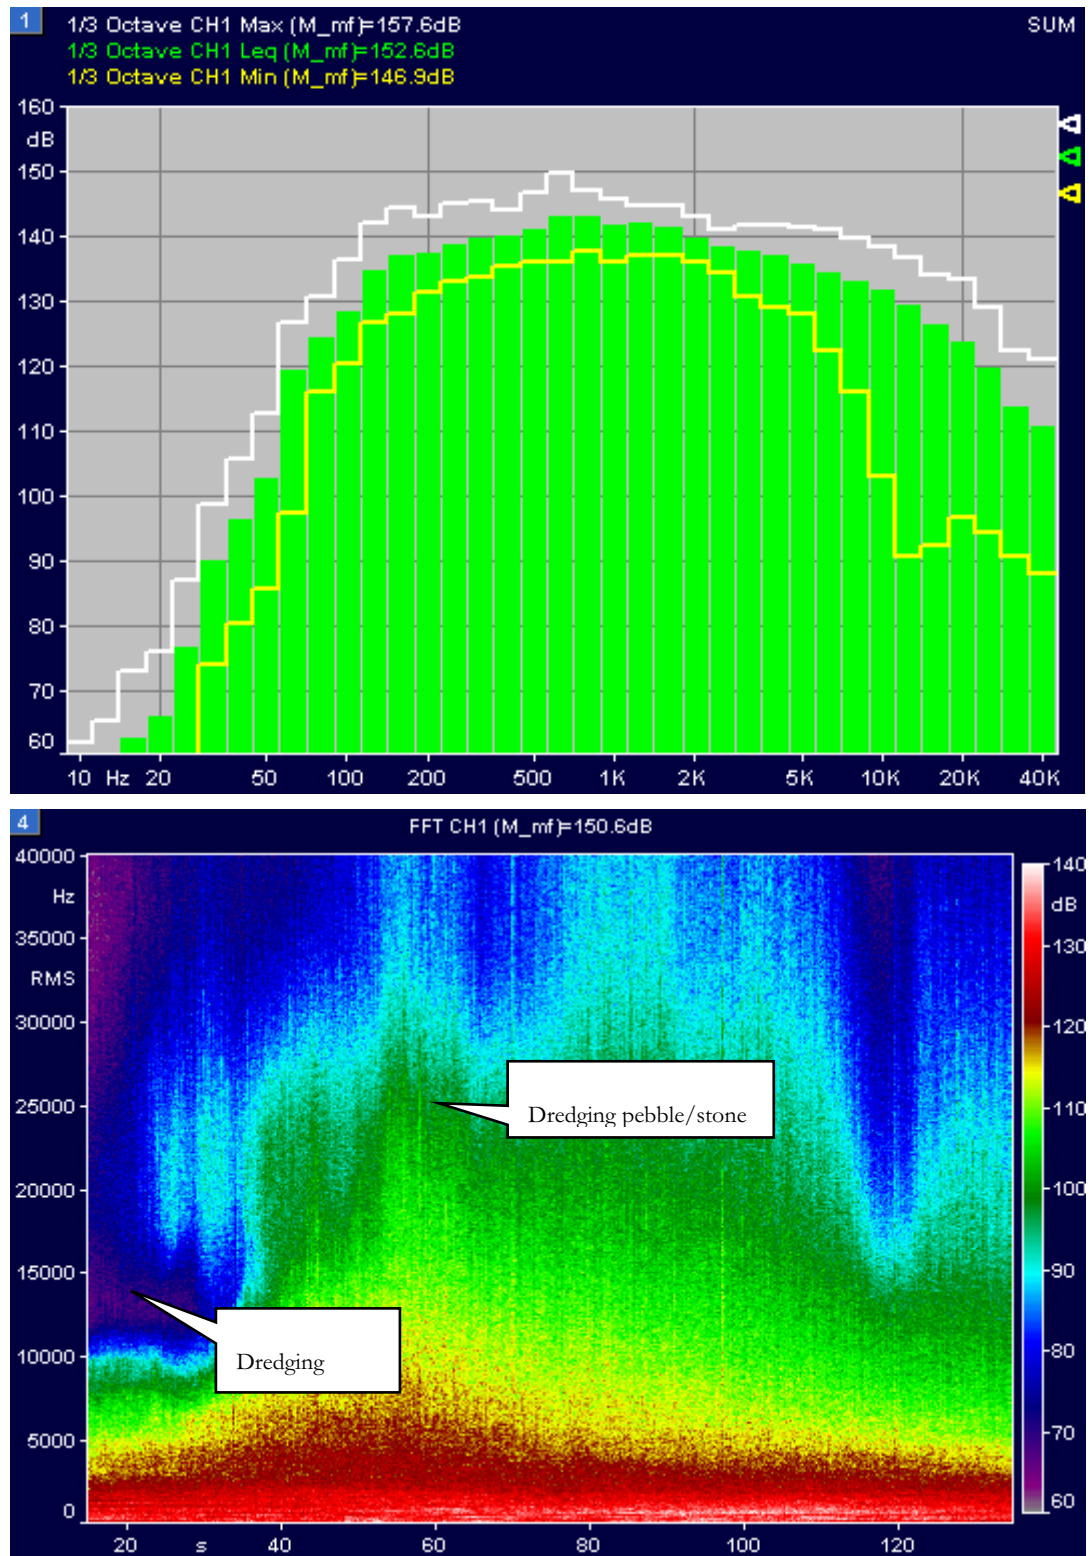 1
1/3 Octave CH1 Max (M_mf)=157.6dB
SUM
1/3 Octave CH1 Leq (M_mf)=152.6dB
1/3 Octave CH1 Min (M_mf)=146.9dB
160
dB
150
140
130
120
110
100
90
80
70
60
10 Hz 20 50 100 200 500 1K 2K 5K 10K 20K 40K
4
FFT CH1 (M_mf)=150.6dB
40000
Hz
35000
RMS
30000
25000
20000
15000
10000
5000
0
140
dB
130
120
110
100
90
80
70
60
Dredging pebble/stone
Dredging
20 s 40 60 80 100 120